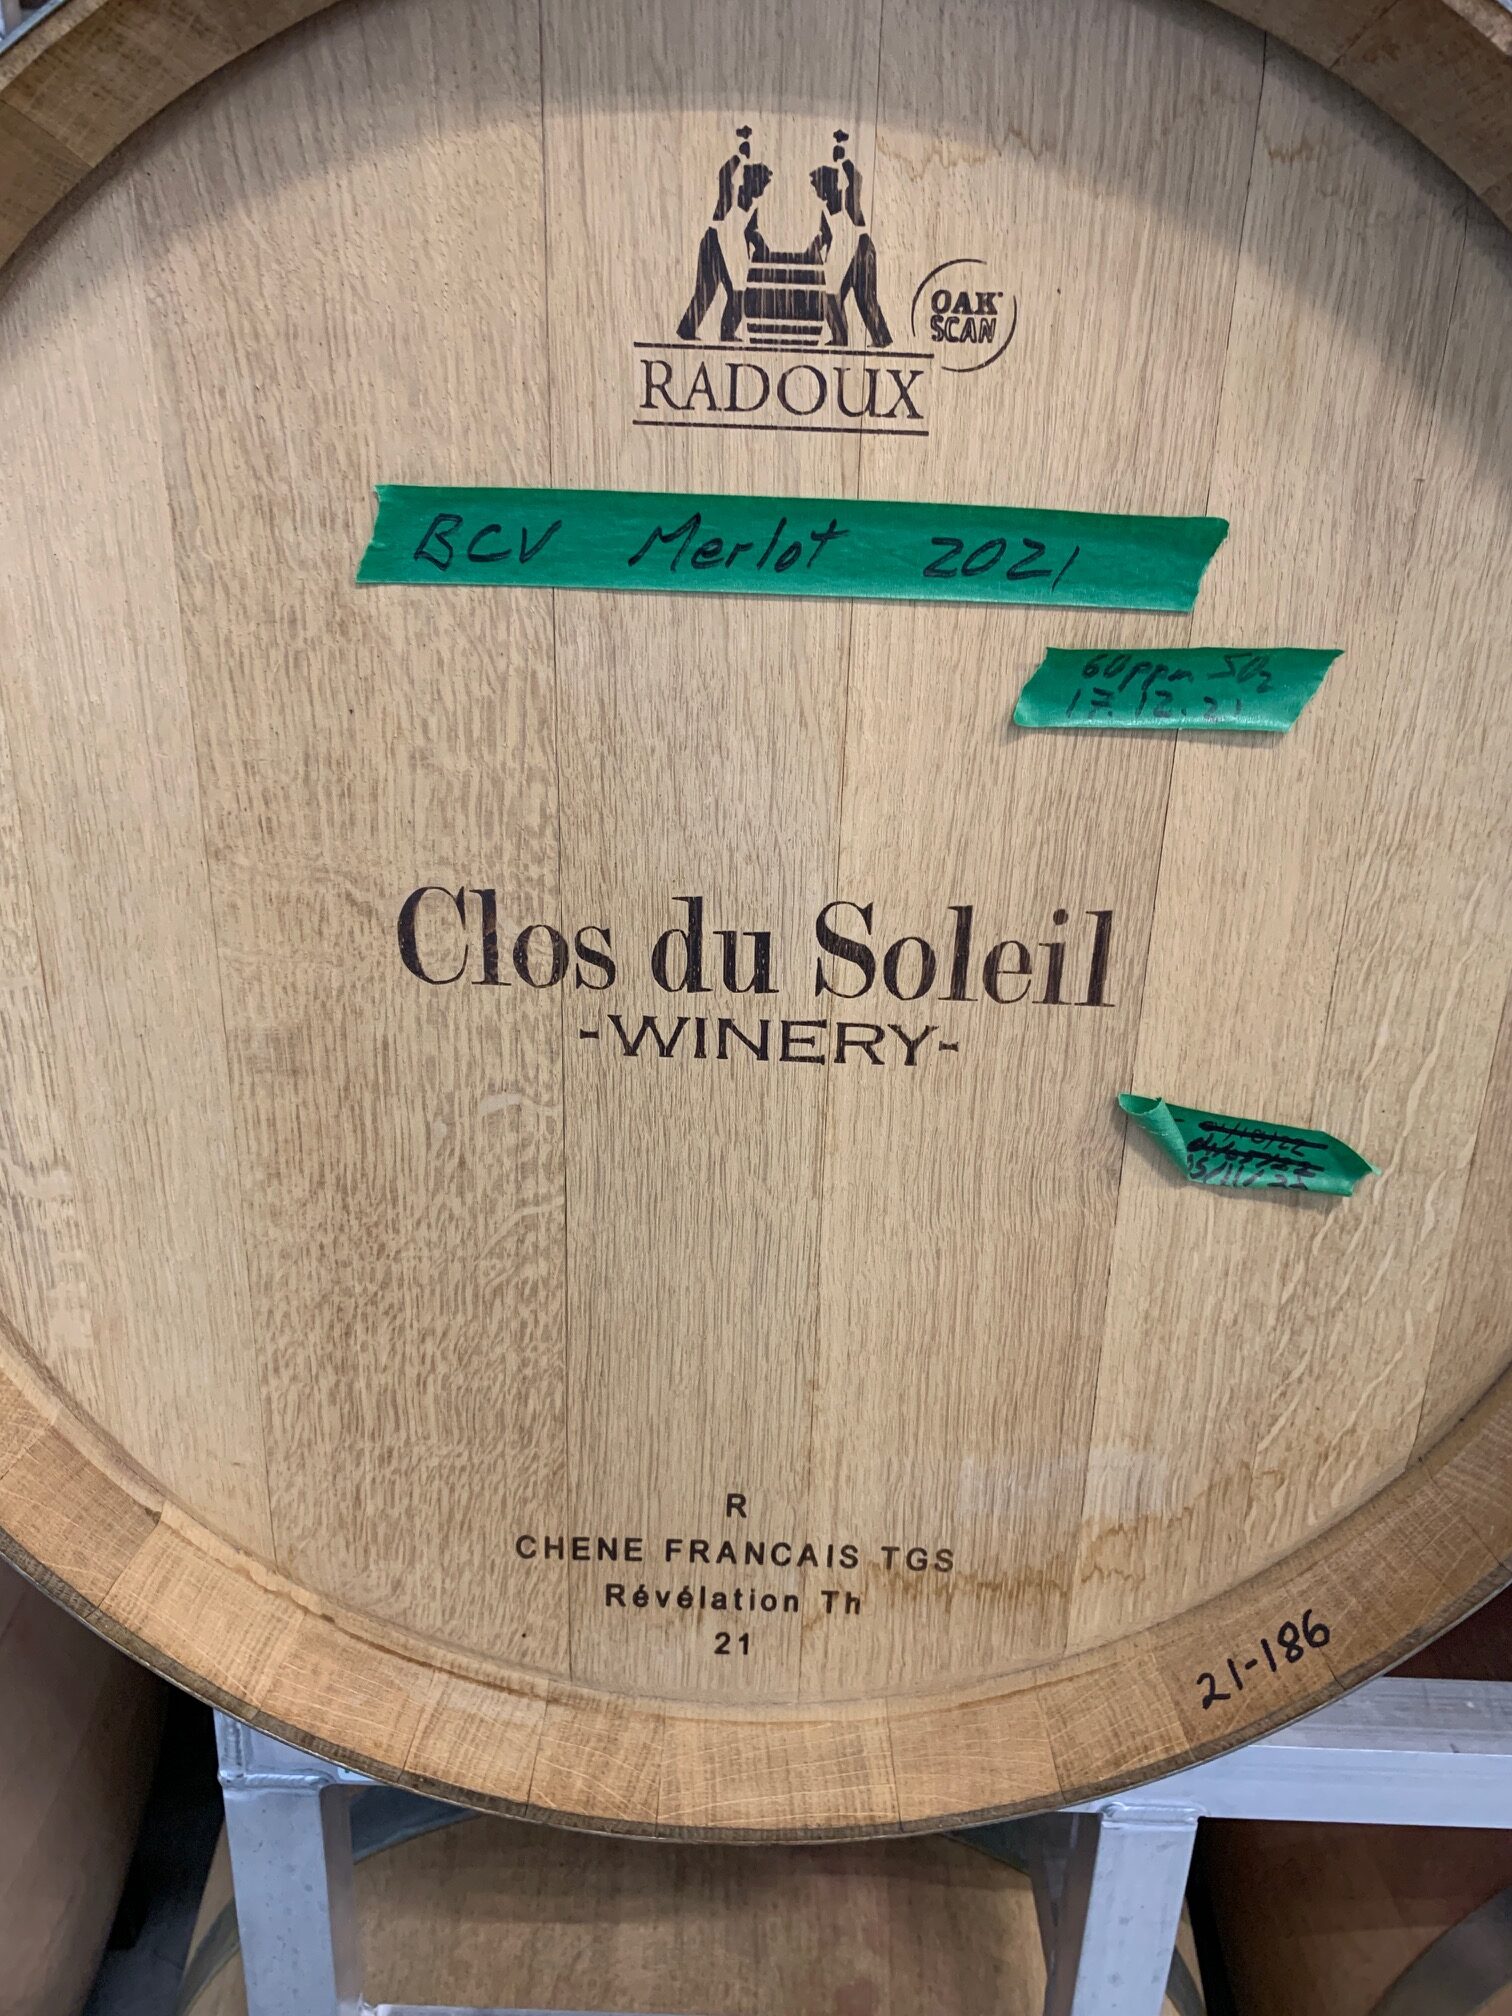 OAK
SCAN
RADOUX
BCV Merlot 2021
60ppm SO2
17.12.21
Clos du Soleil
-WINERY-
R
CHENE FRANCAIS TGS
Révélation Th
21
21-186